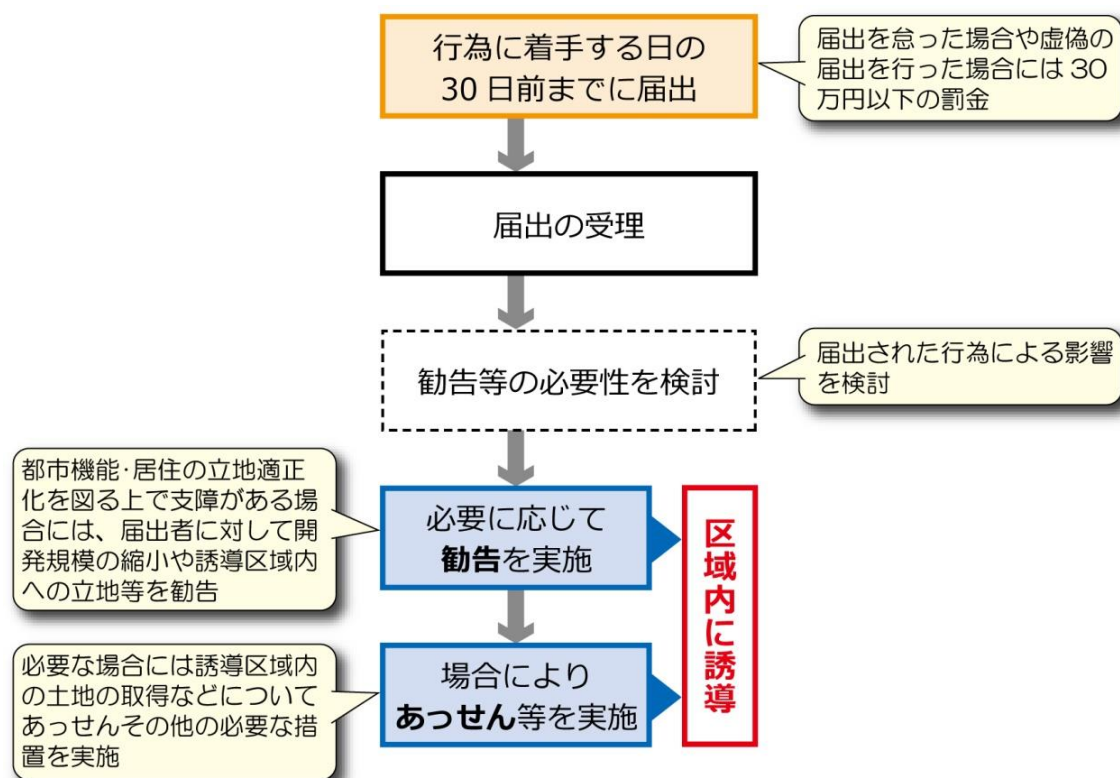 行為に着手する日の
30日前までに届出
届出を怠った場合や虚偽の
届出を行った場合には30
万円以下の罰金
届出の受理
勧告等の必要性を検討
届出された行為による影響
を検討
都市機能･居住の立地適正
化を図る上で支障がある場
合には、届出者に対して開
発規模の縮小や誘導区域内
への立地等を勧告
必要に応じて
勧告を実施
区域内に誘導
必要な場合には誘導区域内
の土地の取得などについて
あっせんその他の必要な措
置を実施
場合により
あっせん等を実施